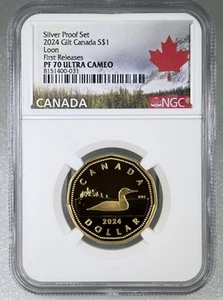 Silver Proof Set
2024 Gilt Canada S$1
Loon
First Releases
PF 70 ULTRA CAMEO
8151400-031
CANADA
NGC
CANADA
2024
DOLLAR